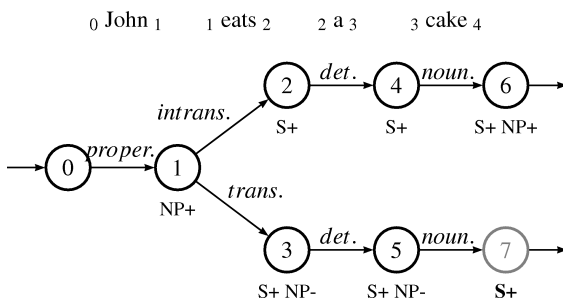 0 John 1 1 eats 2 2 a 3 3 cake 4
2 det. 4 noun. 6
intrans.
S+ S+ S+ NP+
0 proper. 1
NP+
trans.
3 det. 5 noun. 7
S+ NP- S+ NP- S+